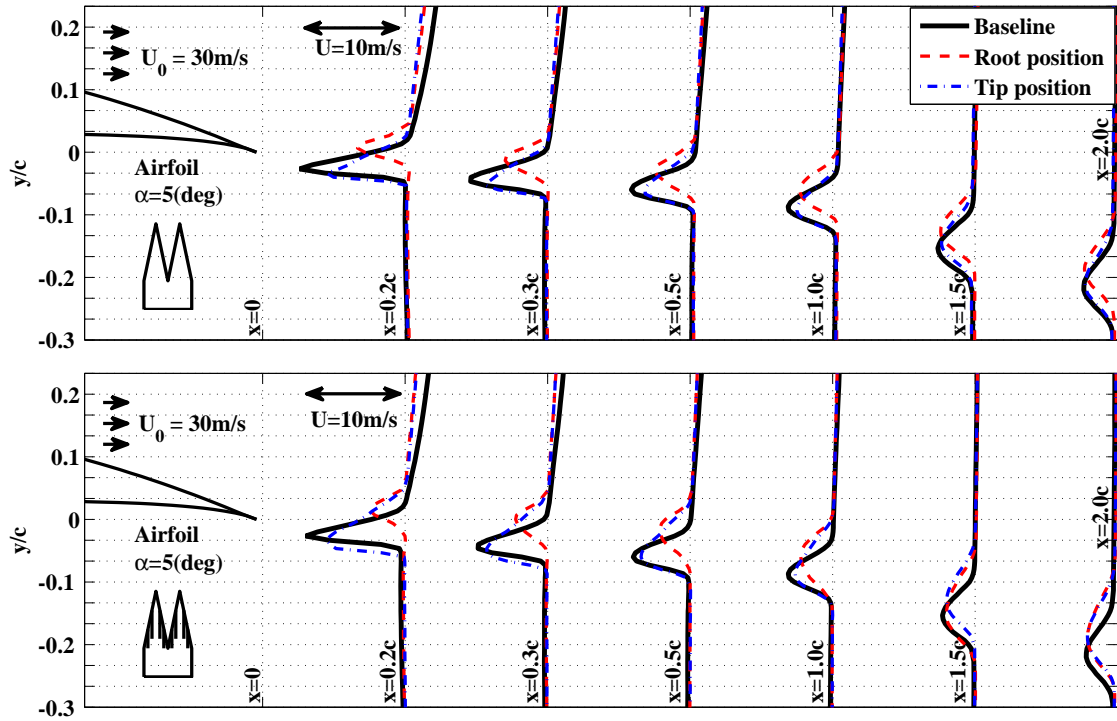 0.2
0.1
0
-0.1
-0.2
-0.3
y/c
U₀ = 30m/s
U=10m/s
Airfoil
α=5(deg)
x=0
x=0.2c
x=0.3c
x=0.5c
x=1.0c
x=1.5c
x=2.0c
Baseline
Root position
Tip position
0.2
0.1
0
-0.1
-0.2
-0.3
y/c
U₀ = 30m/s
U=10m/s
Airfoil
α=5(deg)
x=0
x=0.2c
x=0.3c
x=0.5c
x=1.0c
x=1.5c
x=2.0c